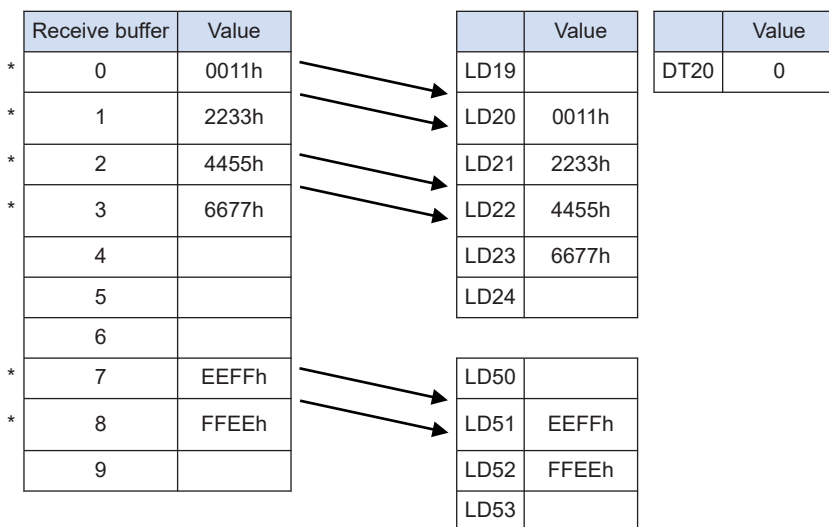 Receive buffer Value Value Value
* 0 0011h LD19 DT20 0
* 1 2233h LD20 0011h
* 2 4455h LD21 2233h
* 3 6677h LD22 4455h
4 LD23 6677h
5 LD24
6
* 7 EEFFh LD50
* 8 FFEEh LD51 EEFFh
9 LD52 FFEEh
LD53